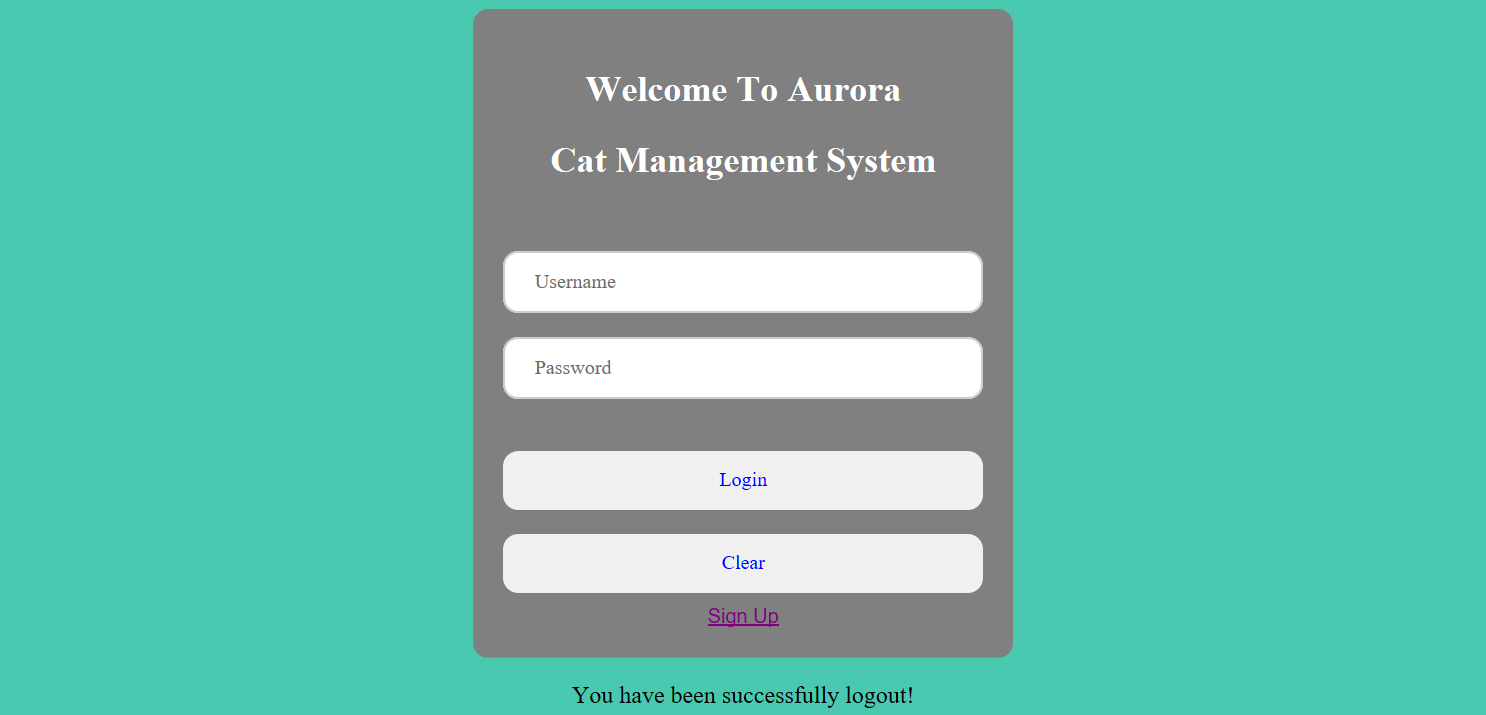 Welcome To Aurora
Cat Management System
Username
Password
Login
Clear
Sign Up
You have been successfully logout!